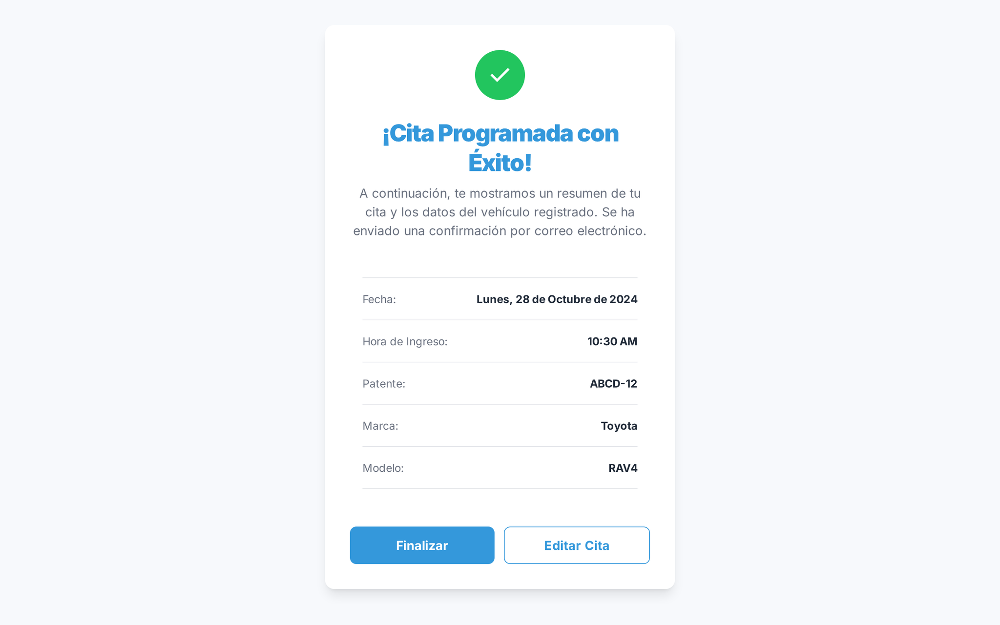 ¡Cita Programada con
Éxito!
A continuación, te mostramos un resumen de tu
cita y los datos del vehículo registrado. Se ha
enviado una confirmación por correo electrónico.
Fecha: Lunes, 28 de Octubre de 2024
Hora de Ingreso: 10:30 AM
Patente: ABCD-12
Marca: Toyota
Modelo: RAV4
Finalizar Editar Cita